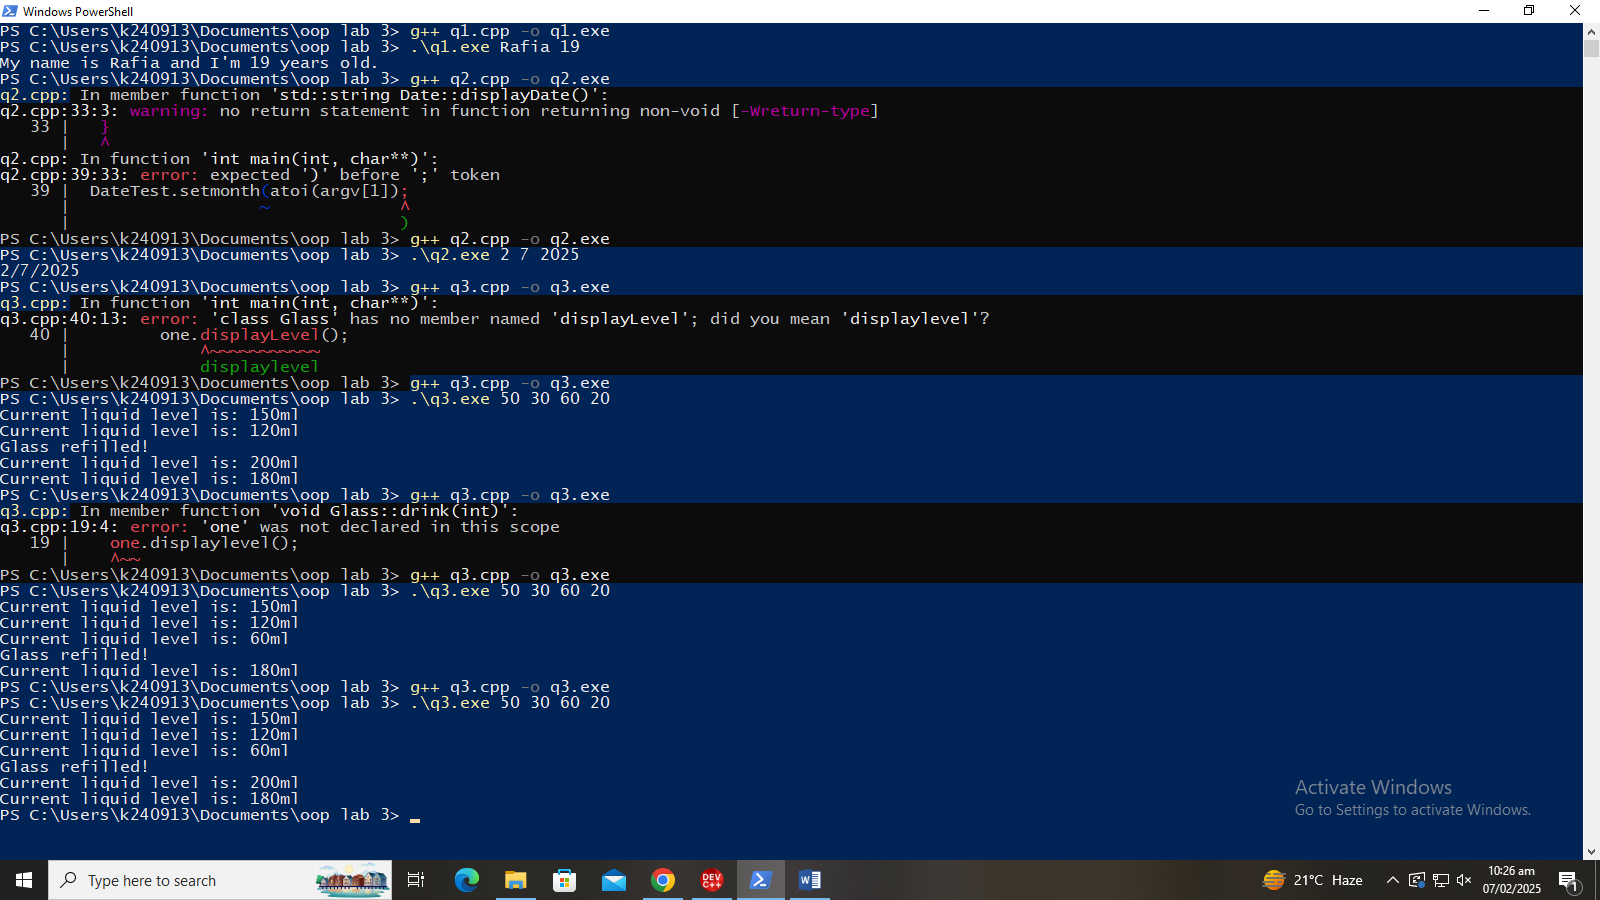 Windows PowerShell
PS C:\Users\k240913\Documents\oop lab 3> g++ q1.cpp -o q1.exe
PS C:\Users\k240913\Documents\oop lab 3> .\q1.exe Rafia 19
My name is Rafia and I'm 19 years old.
PS C:\Users\k240913\Documents\oop lab 3> g++ q2.cpp -o q2.exe
q2.cpp: In member function 'std::string Date::displayDate()':
q2.cpp:33:3: warning: no return statement in function returning non-void [-Wreturn-type]
   33 |   }
      |   ^
q2.cpp: In function 'int main(int, char**)':
q2.cpp:39:33: error: expected ')' before ';' token
   39 |  DateTest.setmonth(atoi(argv[1]);
      |                   ~             ^
      |                                 )
PS C:\Users\k240913\Documents\oop lab 3> g++ q2.cpp -o q2.exe
PS C:\Users\k240913\Documents\oop lab 3> .\q2.exe 2 7 2025
2/7/2025
PS C:\Users\k240913\Documents\oop lab 3> g++ q3.cpp -o q3.exe
q3.cpp: In function 'int main(int, char**)':
q3.cpp:40:13: error: 'class Glass' has no member named 'displayLevel'; did you mean 'displaylevel'?
   40 |         one.displayLevel();
      |             ^~~~~~~~~~~~
      |             displaylevel
PS C:\Users\k240913\Documents\oop lab 3> g++ q3.cpp -o q3.exe
PS C:\Users\k240913\Documents\oop lab 3> .\q3.exe 50 30 60 20
Current liquid level is: 150ml
Current liquid level is: 120ml
Glass refilled!
Current liquid level is: 200ml
Current liquid level is: 180ml
PS C:\Users\k240913\Documents\oop lab 3> g++ q3.cpp -o q3.exe
q3.cpp: In member function 'void Glass::drink(int)':
q3.cpp:19:4: error: 'one' was not declared in this scope
   19 |    one.displaylevel();
      |    ^~~
PS C:\Users\k240913\Documents\oop lab 3> g++ q3.cpp -o q3.exe
PS C:\Users\k240913\Documents\oop lab 3> .\q3.exe 50 30 60 20
Current liquid level is: 150ml
Current liquid level is: 120ml
Current liquid level is: 60ml
Glass refilled!
Current liquid level is: 180ml
PS C:\Users\k240913\Documents\oop lab 3> g++ q3.cpp -o q3.exe
PS C:\Users\k240913\Documents\oop lab 3> .\q3.exe 50 30 60 20
Current liquid level is: 150ml
Current liquid level is: 120ml
Current liquid level is: 60ml
Glass refilled!
Current liquid level is: 200ml
Current liquid level is: 180ml
PS C:\Users\k240913\Documents\oop lab 3> _
Activate Windows
Go to Settings to activate Windows.
Type here to search
DEV C++
W
21°C Haze
10:26 am
07/02/2025
1